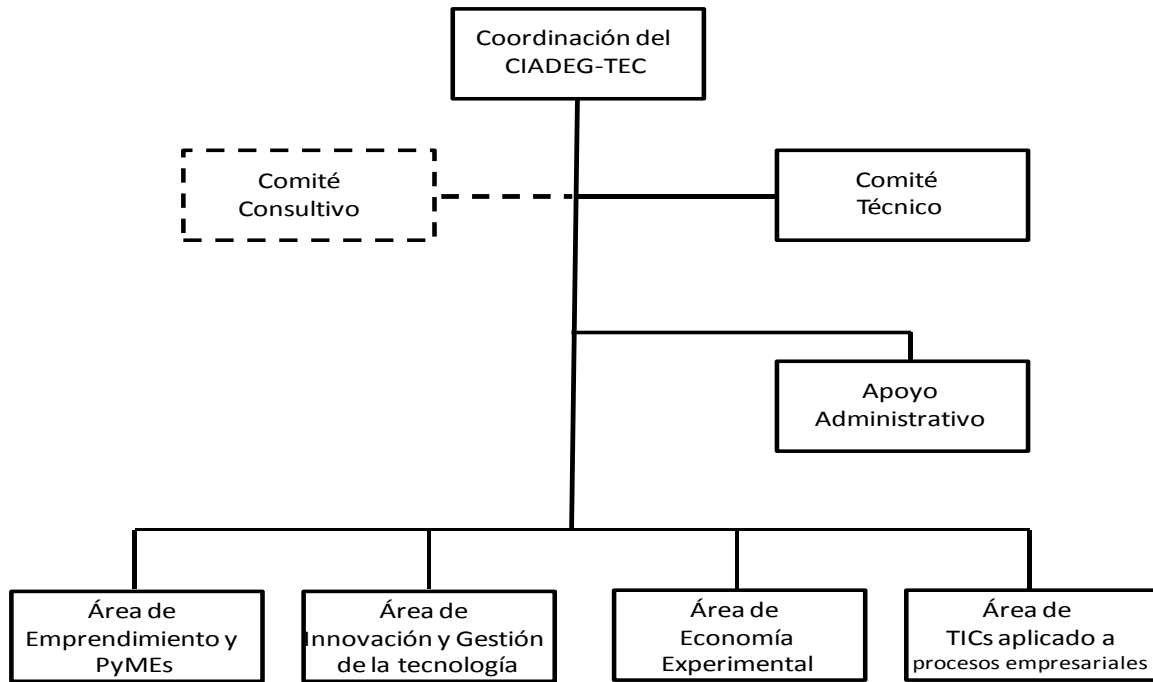 Coordinación del
CIADEG-TEC
Comité
Consultivo
Comité
Técnico
Apoyo
Administrativo
Área de
Emprendimiento y
PyMEs
Área de
Innovación y Gestión
de la tecnología
Área de
Economía
Experimental
Área de
TICs aplicado a
procesos empresariales